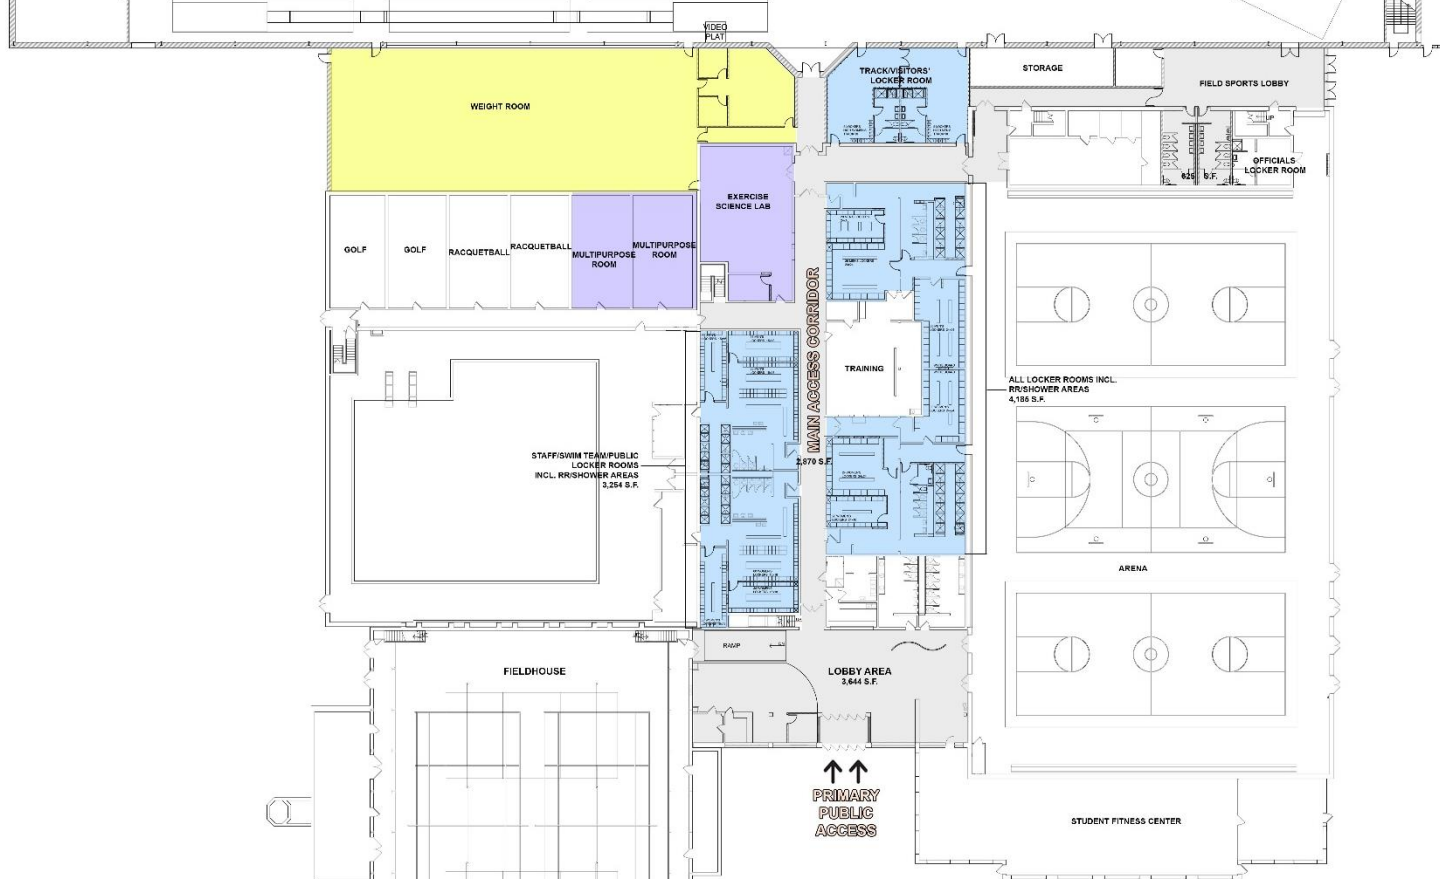 VIDEO
PLAT
WEIGHT ROOM
TRACK/VISITORS'
LOCKER ROOM
STORAGE
FIELD SPORTS LOBBY
UP
OFFICIALS
LOCKER ROOM
S.F.
EXERCISE
SCIENCE LAB
GOLF
GOLF
RACQUETBALL
RACQUETBALL
MULTIPURPOSE
ROOM
MULTIPURPOSE
ROOM
MAIN ACCESS CORRIDOR
2,870 S.F.
TRAINING
ALL LOCKER ROOMS INCL.
RR/SHOWER AREAS
4,186 S.F.
STAFF/SWIM TEAM/PUBLIC
LOCKER ROOMS
INCL. RR/SHOWER AREAS
3,254 S.F.
ARENA
FIELDHOUSE
RAMP
LOBBY AREA
3,644 S.F.
PRIMARY
PUBLIC
ACCESS
STUDENT FITNESS CENTER